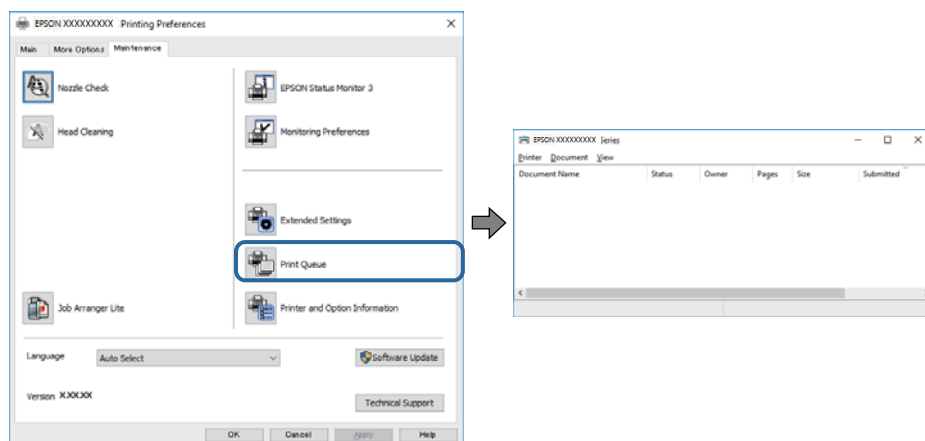 EPSON XXXXXXXXX Printing Preferences
Main More Options Maintenance
Nozzle Check
EPSON Status Monitor 3
Head Cleaning
Monitoring Preferences
Extended Settings
Print Queue
Job Arranger Lite
Printer and Option Information
Language Auto Select Software Update
Version X.XX.XX
Technical Support
OK Cancel Apply Help
EPSON XXXXXXXXX Series
Printer Document View
Document Name Status Owner Pages Size Submitted